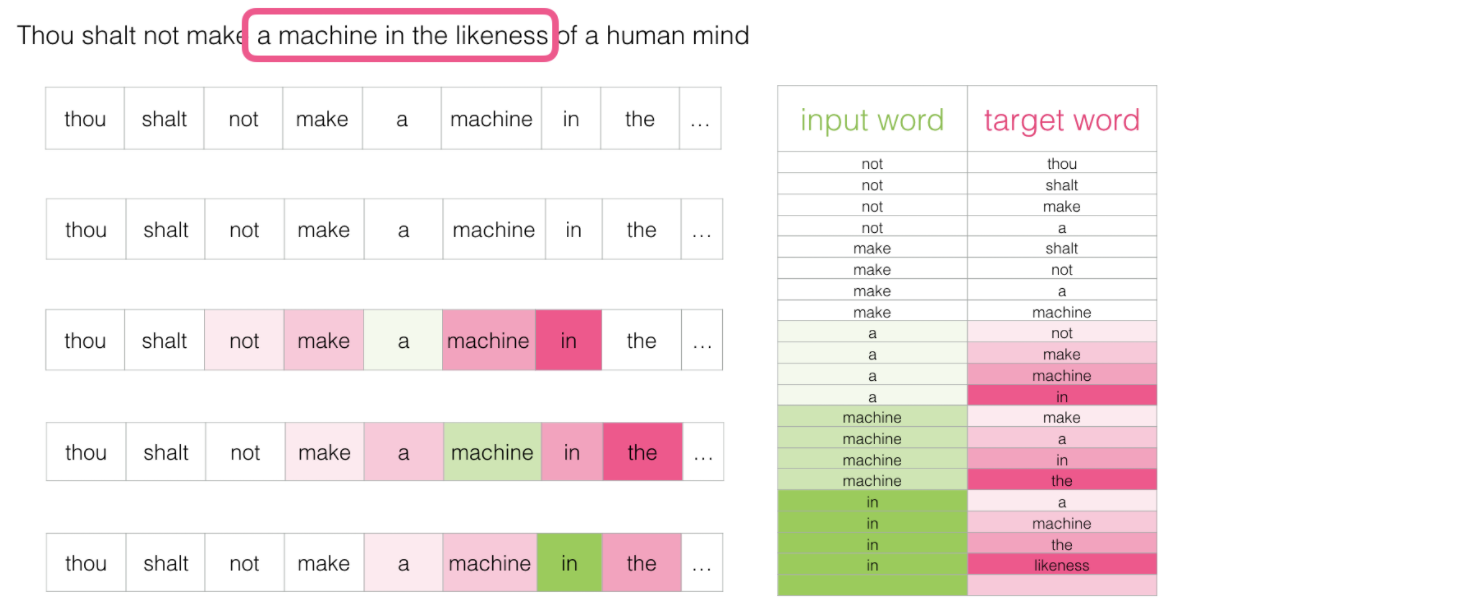 Thou shalt not make a machine in the likeness of a human mind
thou shalt not make a machine in the ...
thou shalt not make a machine in the ...
thou shalt not make a machine in the ...
thou shalt not make a machine in the ...
thou shalt not make a machine in the ...
input word target word
not thou
not shalt
not make
not a
make shalt
make not
make a
make machine
a not
a make
a machine
a in
machine make
machine a
machine in
machine the
in a
in machine
in the
in likeness